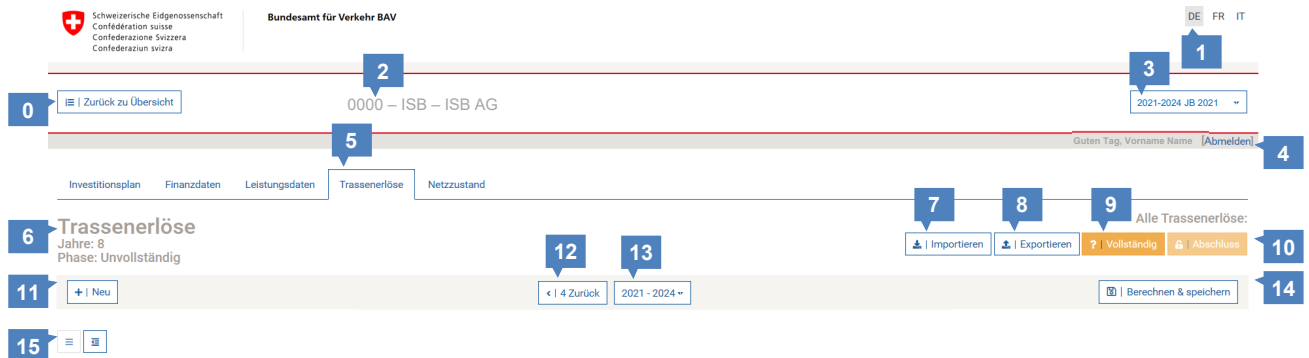 Schweizerische Eidgenossenschaft
Confédération suisse
Confederazione Svizzera
Confederaziun svizra
Bundesamt für Verkehr BAV
DE FR IT
1
2
3
0
Zurück zu Übersicht
0000 – ISB – ISB AG
2021-2024 JB 2021
5
Guten Tag, Vorname Name [Abmelden]
4
Investitionsplan Finanzdaten Leistungsdaten Trassenerlöse Netzzustand
7
8
9
6
Trassenerlöse
Jahre: 8
Phase: Unvollständig
Alle Trassenerlöse:
| Importieren
| Exportieren
? | Vollständig
| Abschluss
10
12
13
11
+ | Neu
‹ | 4 Zurück
2021 - 2024
| Berechnen & speichern
14
15